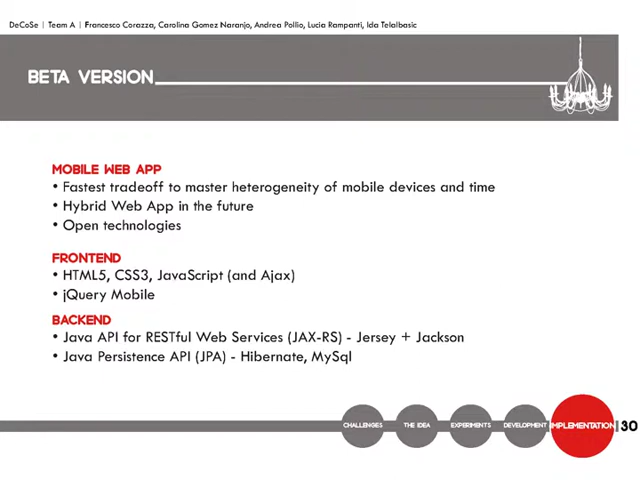 DeCoSe | Team A | Francesco Corazza, Carolina Gomez Naranjo, Andrea Pollio, Lucia Rampanti, Ida Telalbasic
BETA VERSION
MOBILE WEB APP
• Fastest tradeoff to master heterogeneity of mobile devices and time
• Hybrid Web App in the future
• Open technologies
FRONTEND
• HTML5, CSS3, JavaScript (and Ajax)
• jQuery Mobile
BACKEND
• Java API for RESTful Web Services (JAX-RS) - Jersey + Jackson
• Java Persistence API (JPA) - Hibernate, MySql
CHALLENGES THE IDEA EXPERIMENTS DEVELOPMENT IMPLEMENTATION 30